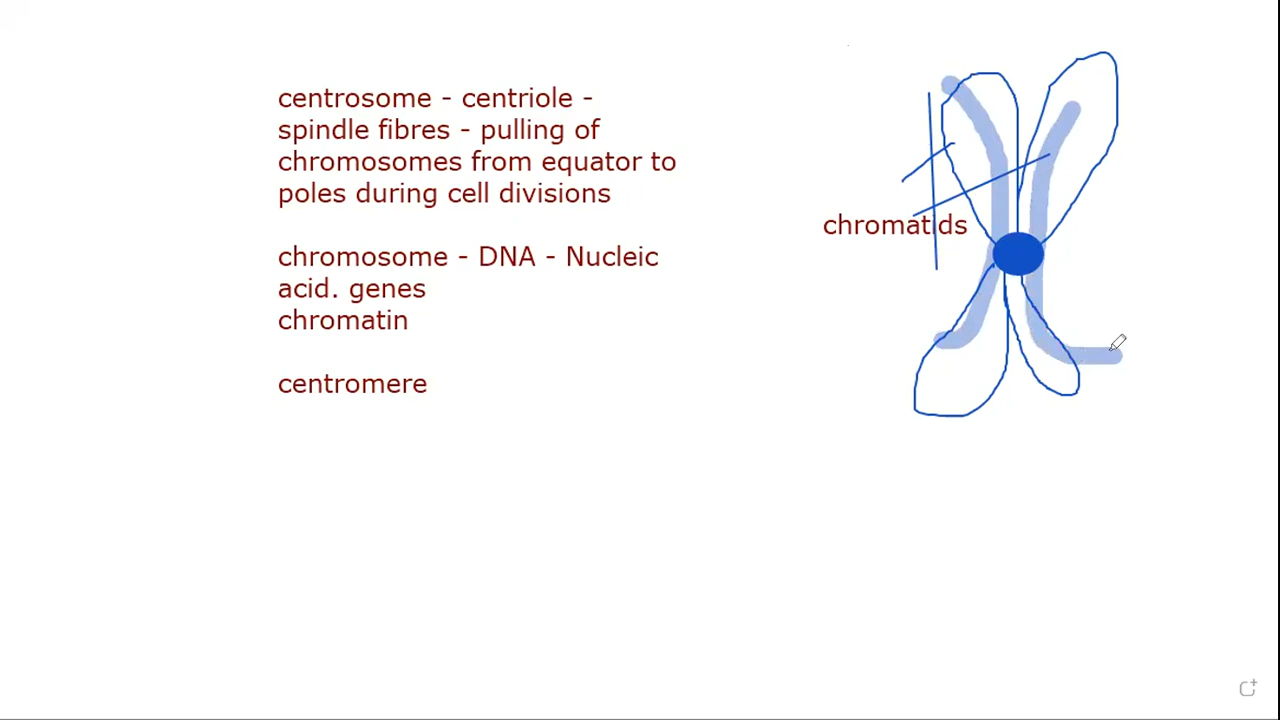 centrosome - centriole -
spindle fibres - pulling of
chromosomes from equator to
poles during cell divisions
chromosome - DNA - Nucleic
acid. genes
chromatin
centromere
chromatids